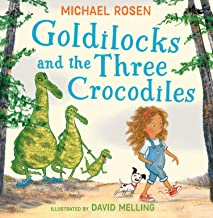 MICHAEL ROSEN
Goldilocks
and the Three
Crocodiles
ILLUSTRATED BY DAVID MELLING